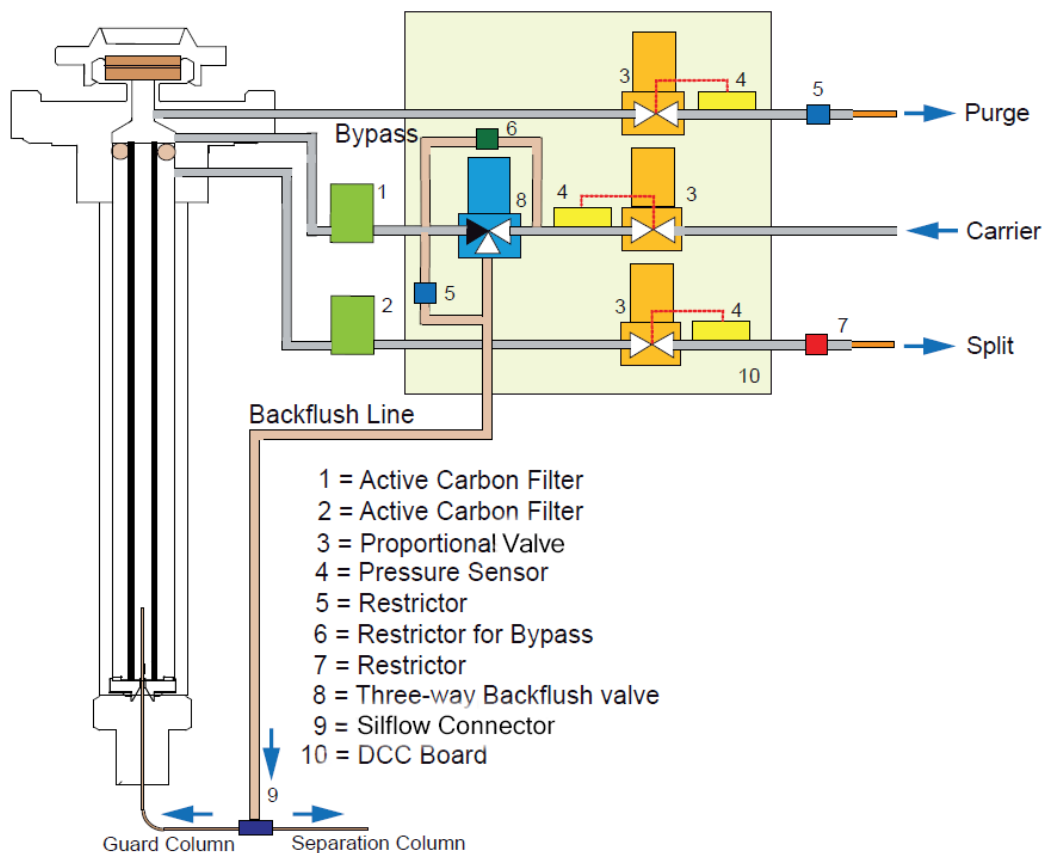 3
4
5
Purge
Bypass
6
1
8
4
3
Carrier
5
2
3
4
7
Split
10
Backflush Line
1 = Active Carbon Filter
2 = Active Carbon Filter
3 = Proportional Valve
4 = Pressure Sensor
5 = Restrictor
6 = Restrictor for Bypass
7 = Restrictor
8 = Three-way Backflush valve
9 = Silflow Connector
10 = DCC Board
9
Guard Column
Separation Column